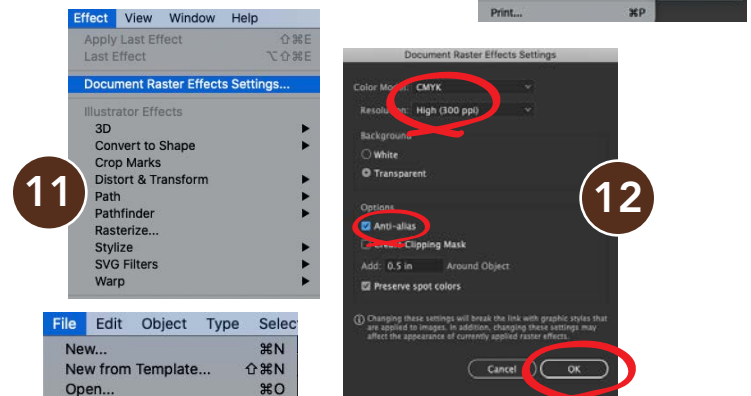 Print... ⌘P
Effect View Window Help
Apply Last Effect ⇧⌘E
Last Effect ⌥⇧⌘E
Document Raster Effects Settings...
Illustrator Effects
3D
Convert to Shape
Crop Marks
Distort & Transform
Path
Pathfinder
Rasterize...
Stylize
SVG Filters
Warp
11
Document Raster Effects Settings
Color Model: CMYK
Resolution: High (300 ppi)
Background
White
Transparent
Options
Anti-alias
Create Clipping Mask
Add: 0.5 in Around Object
Preserve spot colors
Changing these settings will break the link with graphic styles that
are applied to images. In addition, changing these settings may
affect the appearance of currently applied raster effects.
Cancel OK
12
File Edit Object Type Selec
New... ⌘N
New from Template... ⇧⌘N
Open... ⌘O